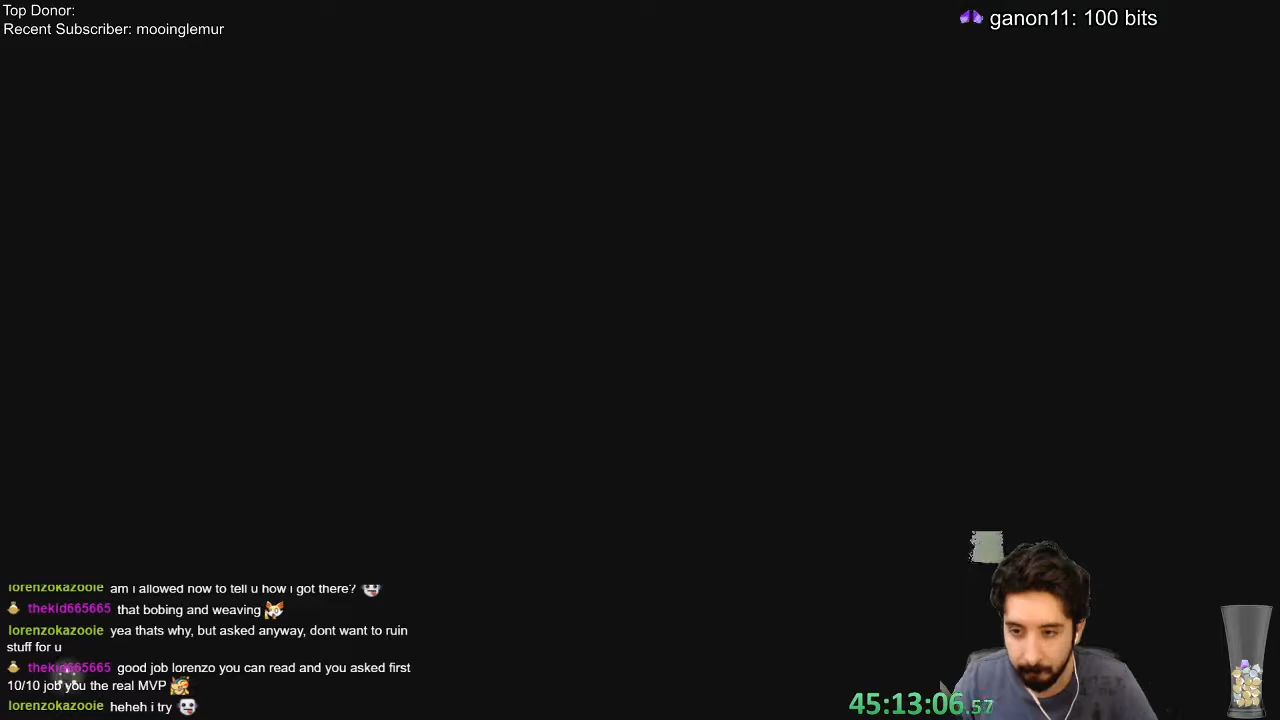 Top Donor:
Recent Subscriber: mooinglemur
ganon11: 100 bits
lorenzokazooie am i allowed now to tell u how i got there?
thekid665665 that bobing and weaving
lorenzokazooie yea thats why, but asked anyway, dont want to ruin
stuff for u
thekid665665 good job lorenzo you can read and you asked first
10/10 job you the real MVP
lorenzokazooie heheh i try
45:13:06.57